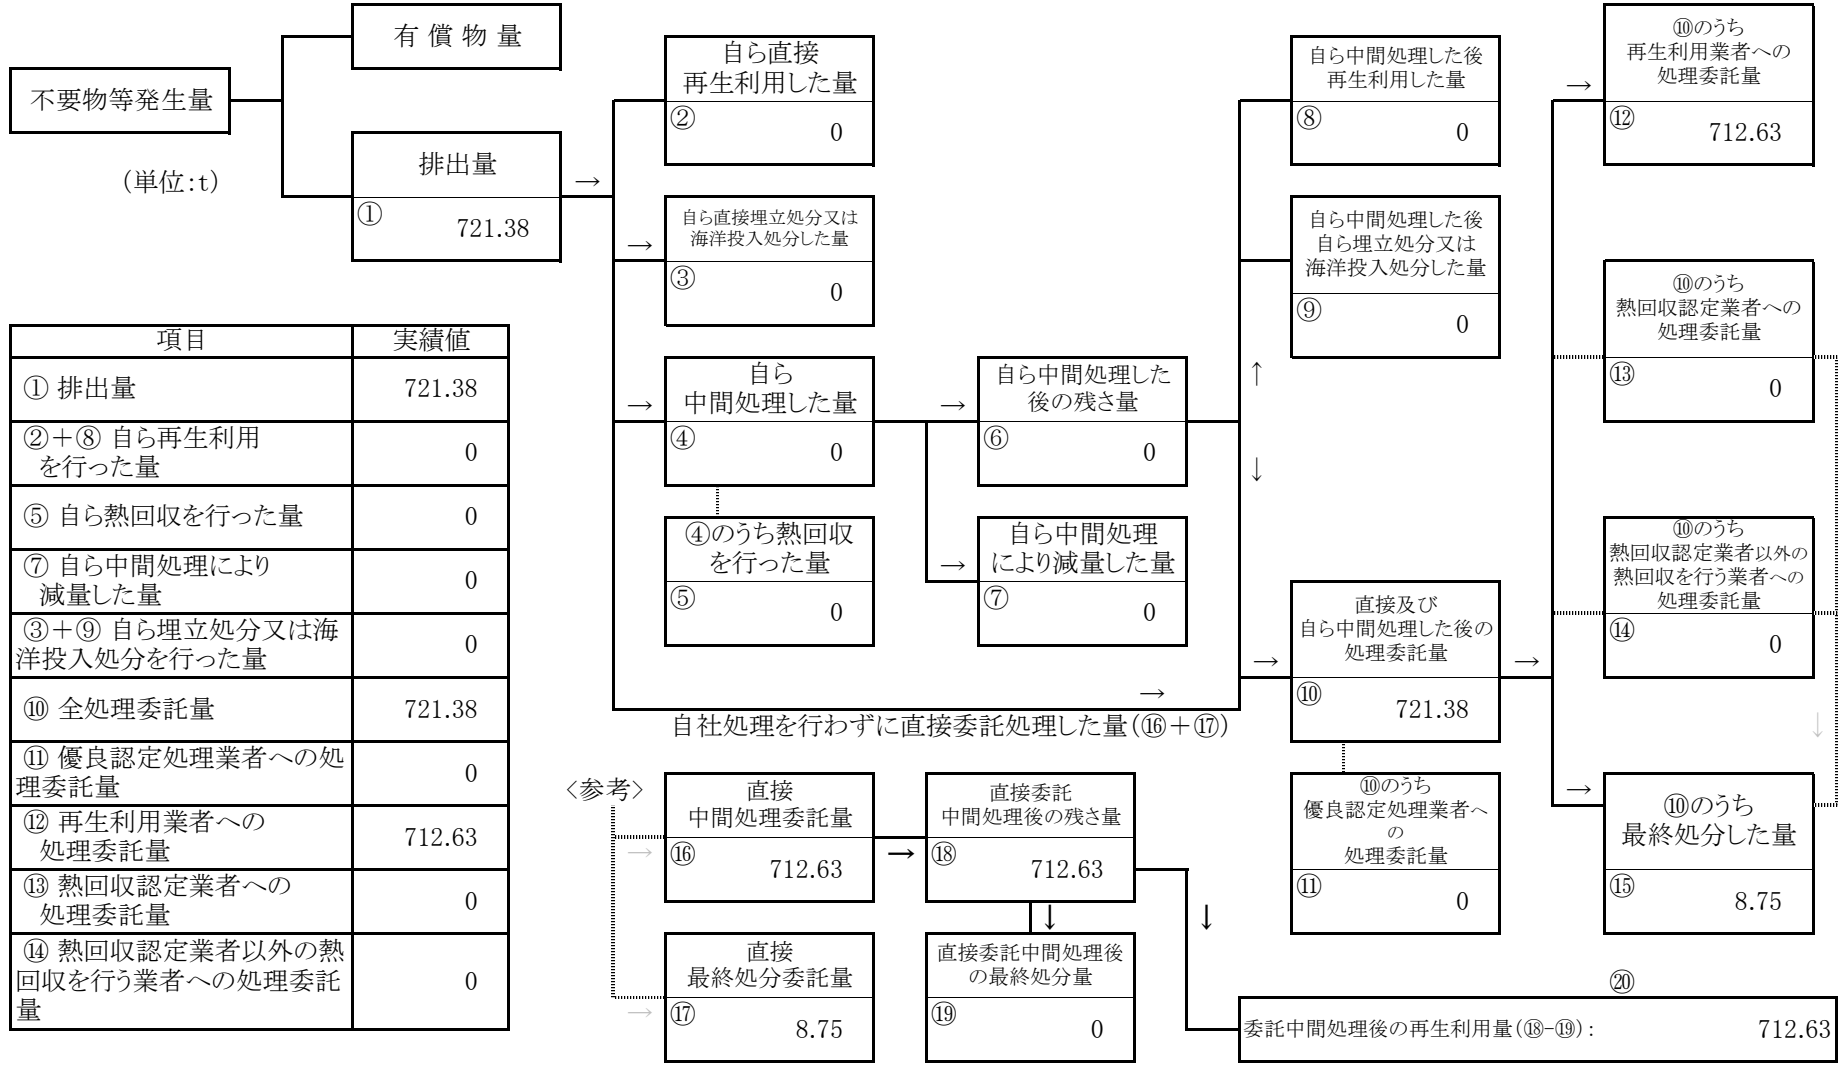 有 償 物 量
不要物等発生量
(単位:t)
排出量
①
721.38
→
自ら直接
再生利用した量
②
0
→
自ら直接埋立処分又は
海洋投入処分した量
③
0
→
自ら
中間処理した量
④
0
④のうち熱回収
を行った量
⑤
0
→
自ら中間処理した
後の残さ量
⑥
0
→
自ら中間処理
により減量した量
⑦
0
↑
↓
自ら中間処理した後
再生利用した量
⑧
0
自ら中間処理した後
自ら埋立処分又は
海洋投入処分した量
⑨
0
→
自社処理を行わずに直接委託処理した量(⑯+⑰)
→
直接及び
自ら中間処理した後の
処理委託量
⑩
721.38
→
⑩のうち
優良認定処理業者へ
の
処理委託量
⑪
0
→
⑩のうち
再生利用業者への
処理委託量
⑫
712.63
⑩のうち
熱回収認定業者への
処理委託量
⑬
0
⑩のうち
熱回収認定業者以外の
熱回収を行う業者への
処理委託量
⑭
0
↓
→
⑩のうち
最終処分した量
⑮
8.75
項目 実績値
① 排出量 721.38
②+⑧ 自ら再生利用
を行った量 0
⑤ 自ら熱回収を行った量 0
⑦ 自ら中間処理により
減量した量 0
③+⑨ 自ら埋立処分又は海
洋投入処分を行った量 0
⑩ 全処理委託量 721.38
⑪ 優良認定処理業者への処
理委託量 0
⑫ 再生利用業者への
処理委託量 712.63
⑬ 熱回収認定業者への
処理委託量 0
⑭ 熱回収認定業者以外の熱
回収を行う業者への処理委託
量 0
<参考>
→
直接
中間処理委託量
⑯
712.63
→
直接委託
中間処理後の残さ量
⑱
712.63
↓
↓
→
直接
最終処分委託量
⑰
8.75
直接委託中間処理後
の最終処分量
⑲
0
⑳
委託中間処理後の再生利用量(⑱-⑲): 712.63